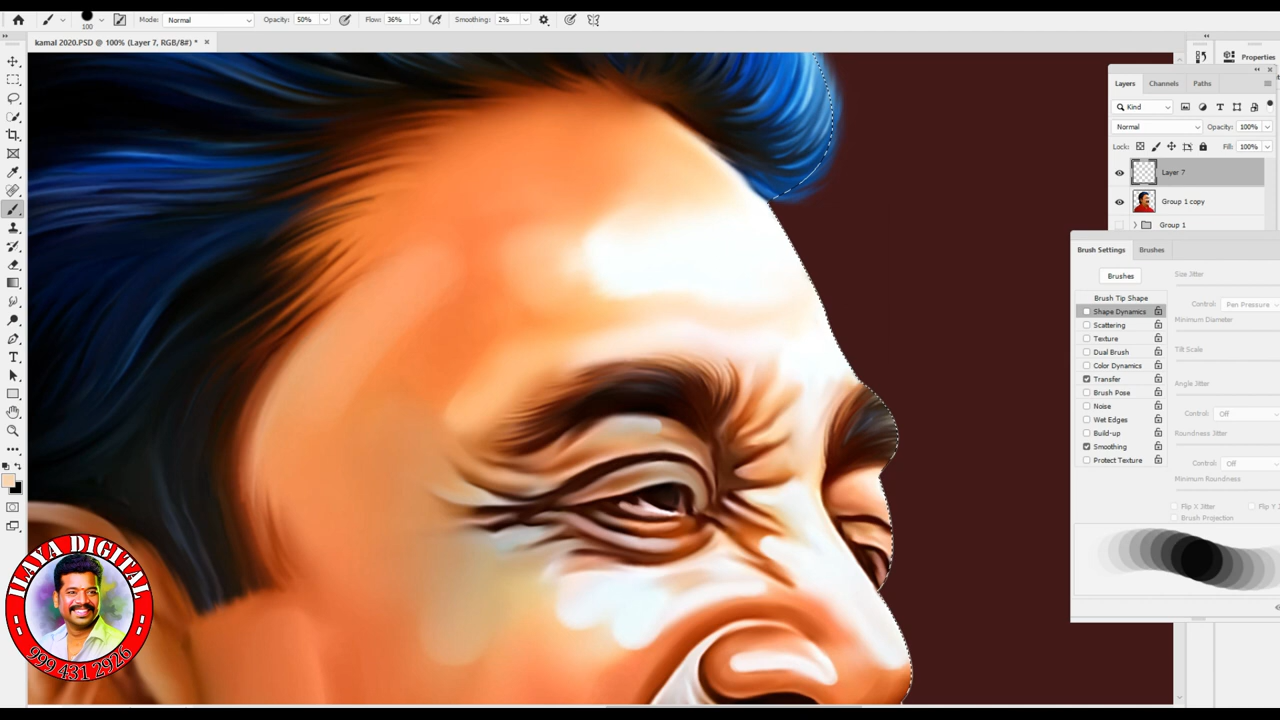 100
Mode: Normal
Opacity: 50%
Flow: 36%
Smoothing: 2%
kamal 2020.PSD @ 100% (Layer 7, RGB/8#) * ×
Properties
Layers Channels Paths
Kind
Normal Opacity: 100%
Lock: Fill: 100%
Layer 7
Group 1 copy
Group 1
Brush Settings Brushes
Brushes
Brush Tip Shape
Shape Dynamics
Scattering
Texture
Dual Brush
Color Dynamics
Transfer
Brush Pose
Noise
Wet Edges
Build-up
Smoothing
Protect Texture
Size Jitter
Control: Pen Pressure
Minimum Diameter
Tilt Scale
Angle Jitter
Control: Off
Roundness Jitter
Control: Off
Minimum Roundness
Flip X Jitter Flip Y
Brush Projection
ILAYA DIGITAL
999 431 2926